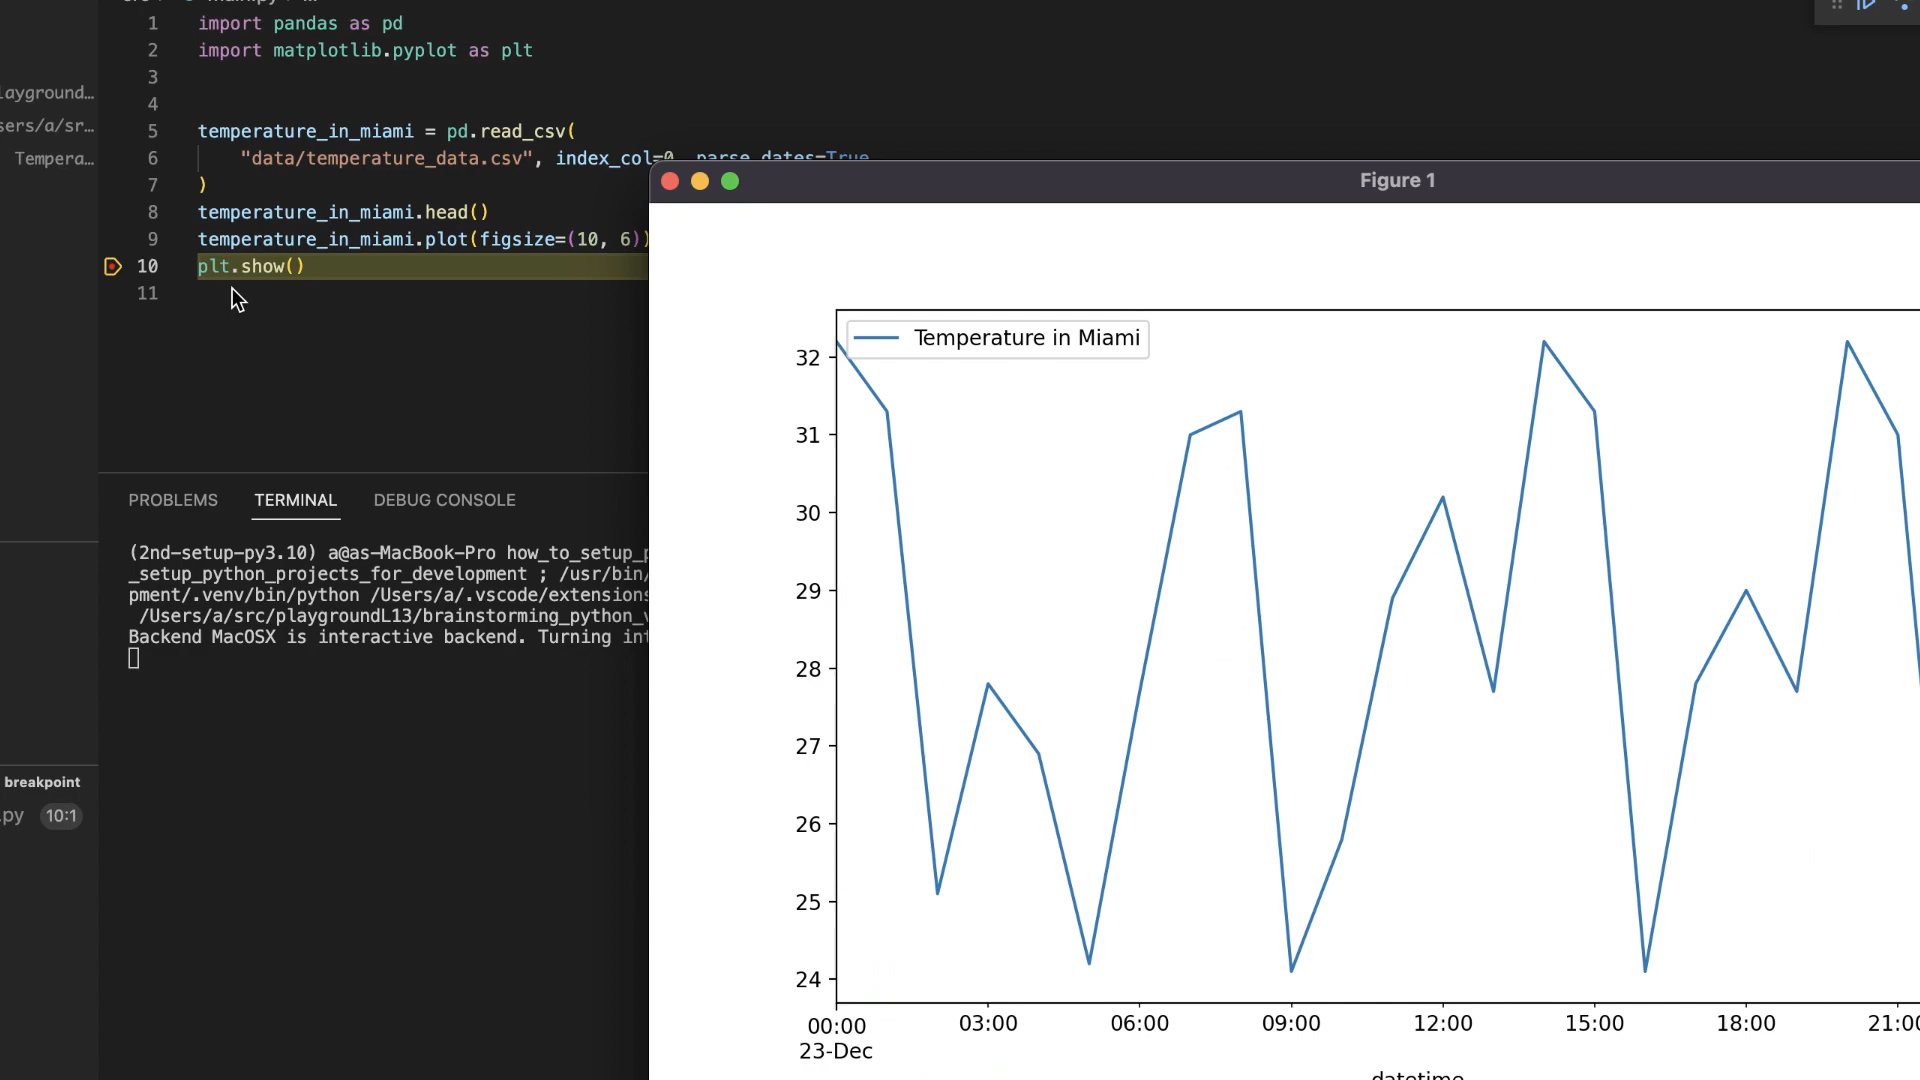 1 import pandas as pd
2 import matplotlib.pyplot as plt
3
4
5 temperature_in_miami = pd.read_csv(
6 "data/temperature_data.csv", index_col=0, parse_dates=True
7 )
8 temperature_in_miami.head()
9 temperature_in_miami.plot(figsize=(10, 6))
10 plt.show()
11
layground…
sers/a/sr…
Tempera…
breakpoint
.py 10:1
PROBLEMS TERMINAL DEBUG CONSOLE
(2nd-setup-py3.10) a@as-MacBook-Pro how_to_setup_p
_setup_python_projects_for_development ; /usr/bin/
pment/.venv/bin/python /Users/a/.vscode/extensions
/Users/a/src/playgroundL13/brainstorming_python_v
Backend MacOSX is interactive backend. Turning int
Figure 1
Temperature in Miami
32
31
30
29
28
27
26
25
24
00:00 03:00 06:00 09:00 12:00 15:00 18:00 21:00
23-Dec
datetime